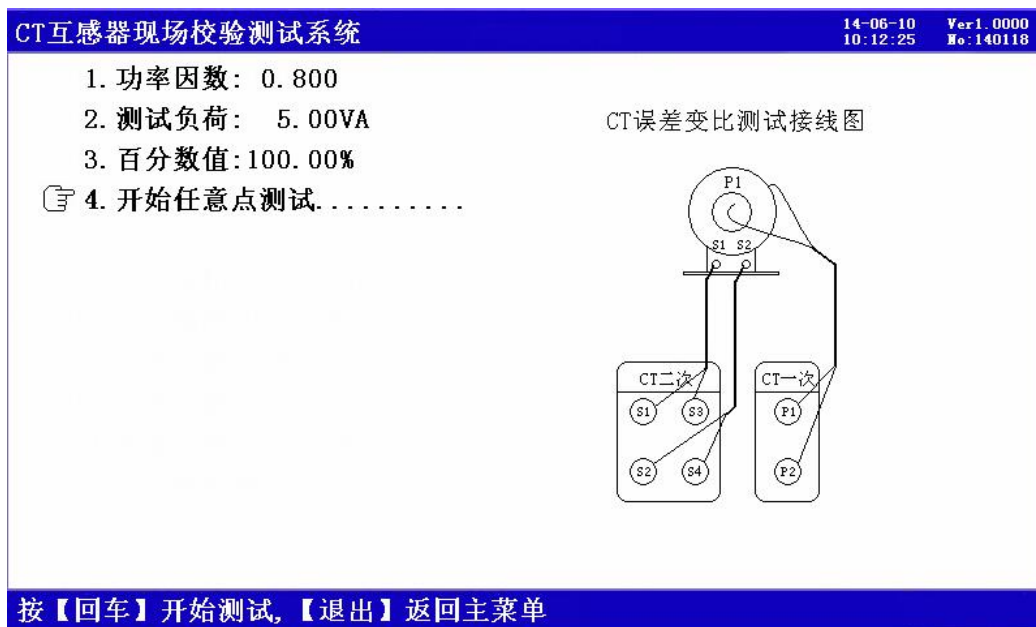 CT互感器现场校验测试系统
14-06-10 Ver1.0000
10:12:25 No:140118
1.功率因数: 0.800
2.测试负荷: 5.00VA
3.百分数值:100.00%
4.开始任意点测试..........
CT误差变比测试接线图
P1
S1 S2
CT二次 CT一次
S1 S3 P1
S2 S4 P2
按【回车】开始测试,【退出】返回主菜单